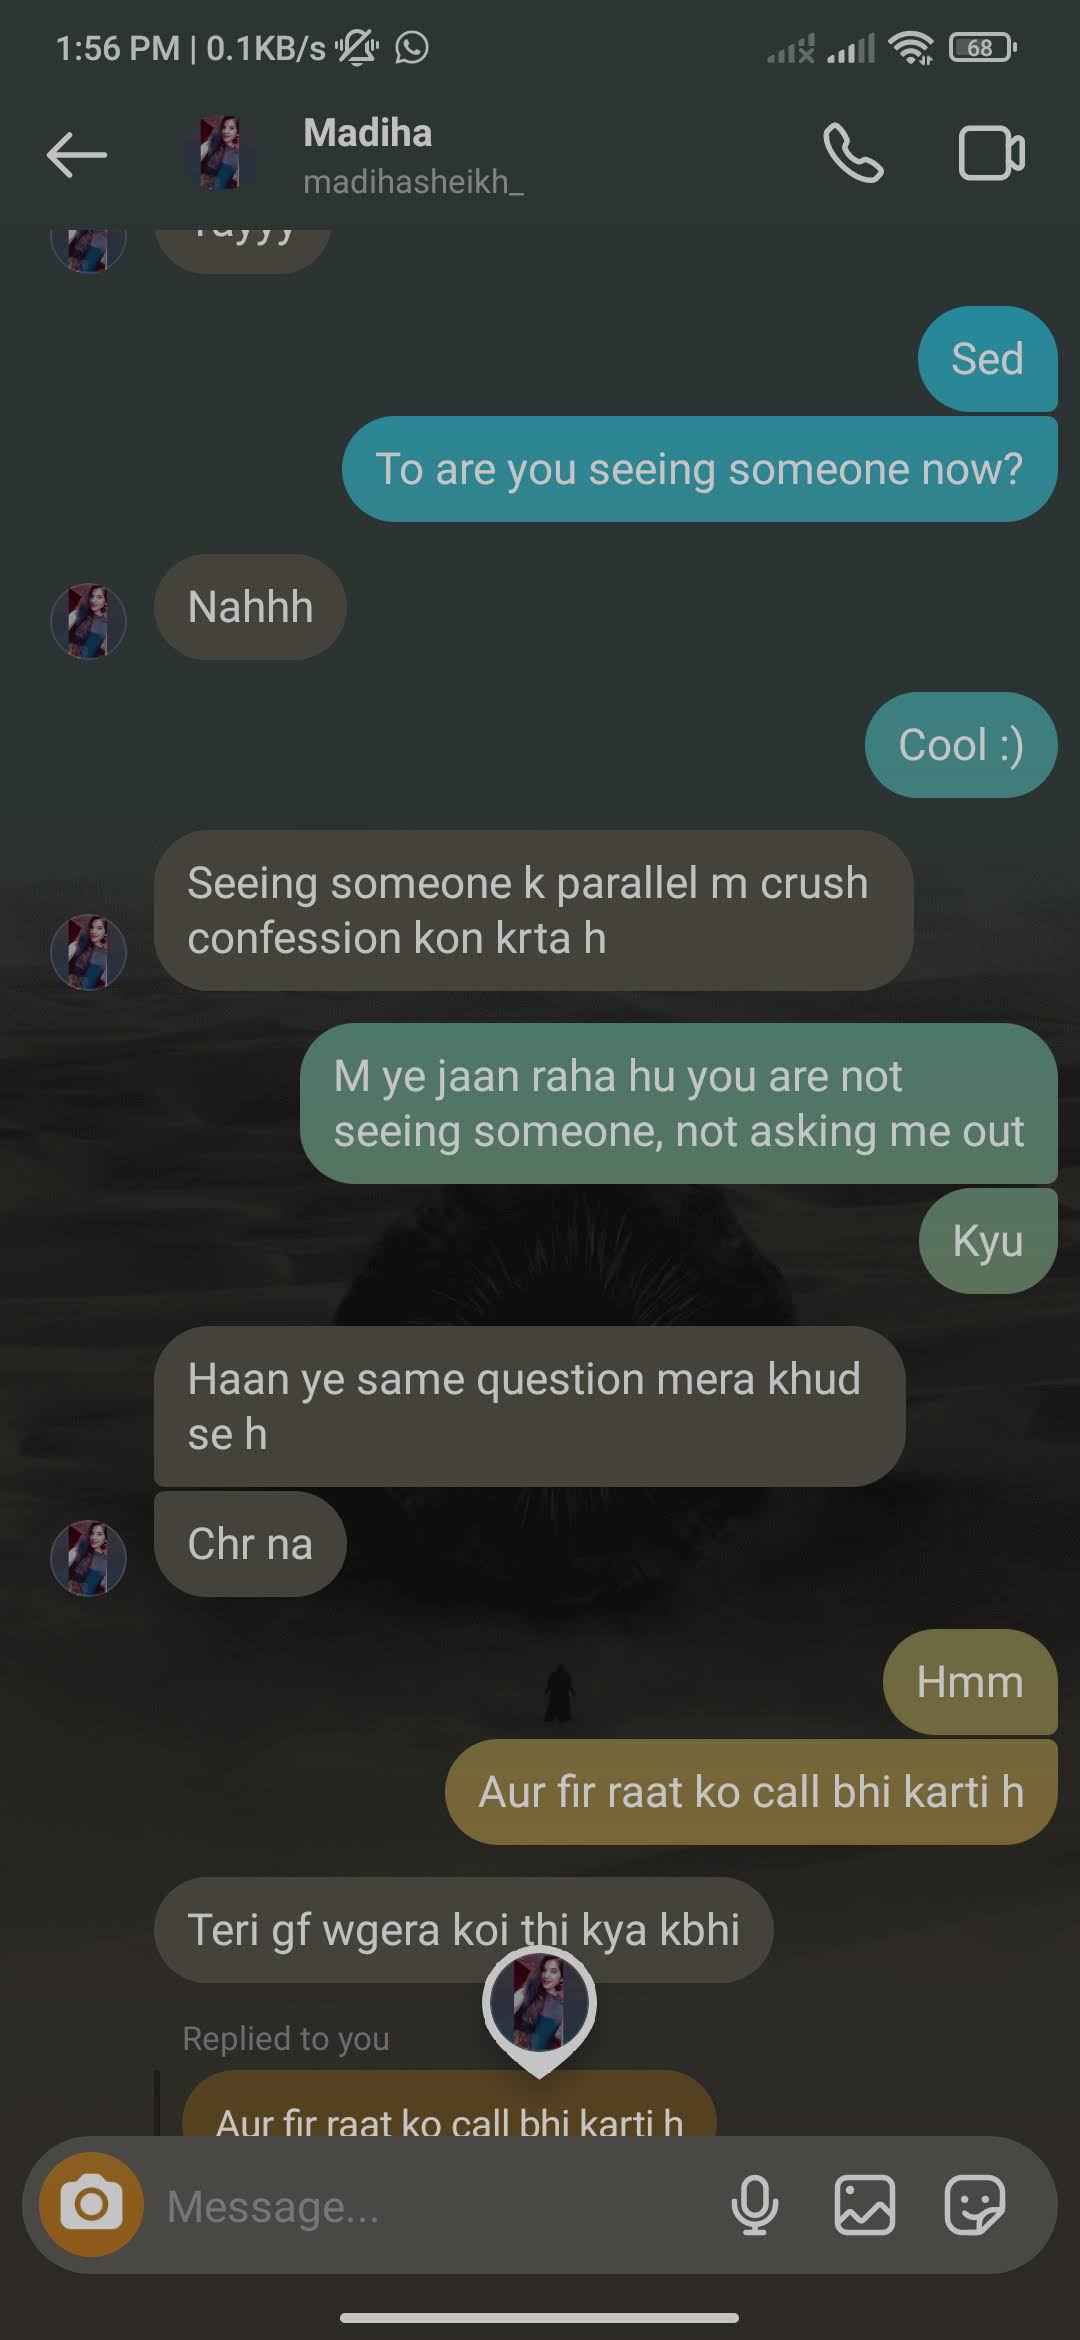 1:56 PM | 0.1KB/s
68
Madiha
madihasheikh_
Sed
To are you seeing someone now?
Nahhh
Cool :)
Seeing someone k parallel m crush
confession kon krta h
M ye jaan raha hu you are not
seeing someone, not asking me out
Kyu
Haan ye same question mera khud
se h
Chr na
Hmm
Aur fir raat ko call bhi karti h
Teri gf wgera koi thi kya kbhi
Replied to you
Aur fir raat ko call bhi karti h
Message...